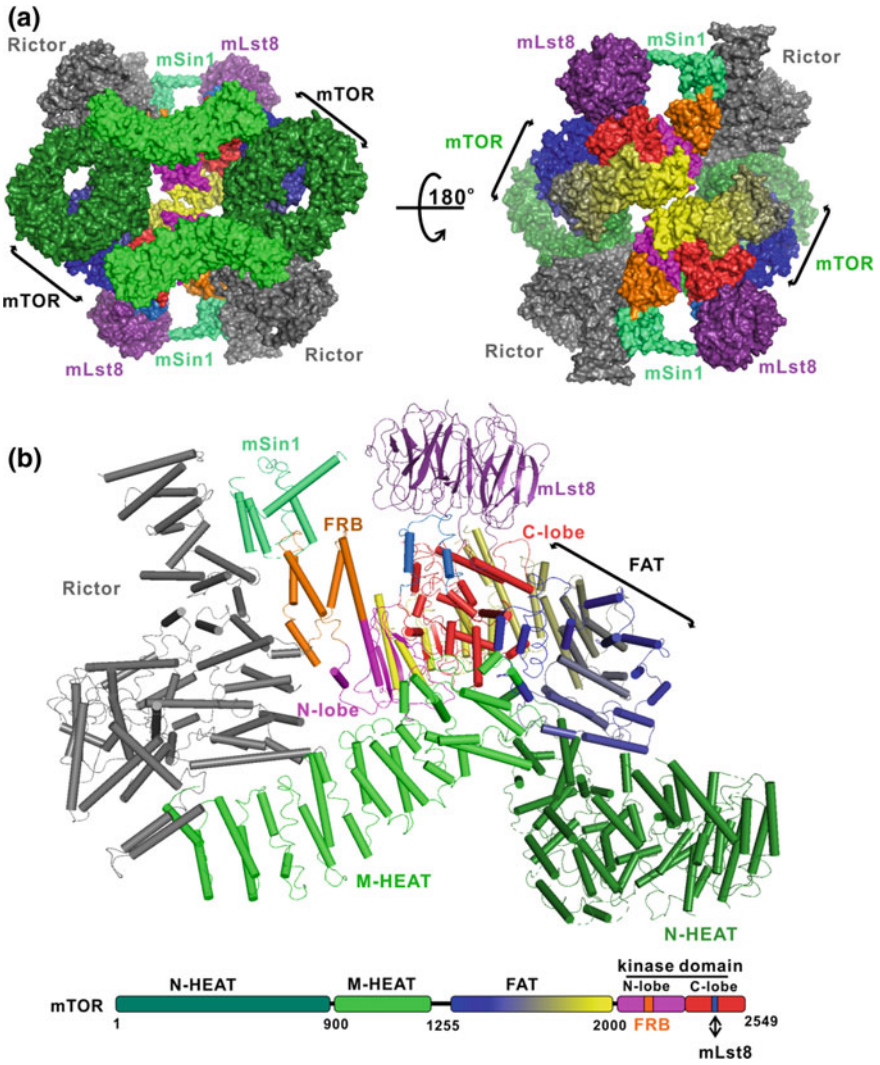 (a)
Rictor
mSin1
mLst8
mTOR
mTOR
mLst8
mSin1
Rictor
180°
mLst8
mSin1
Rictor
mTOR
mTOR
Rictor
mSin1
mLst8
(b)
mSin1
mLst8
FRB
C-lobe
FAT
Rictor
N-lobe
M-HEAT
N-HEAT
kinase domain
N-HEAT M-HEAT FAT N-lobe C-lobe
mTOR
1 900 1255 2000 FRB 2549
mLst8